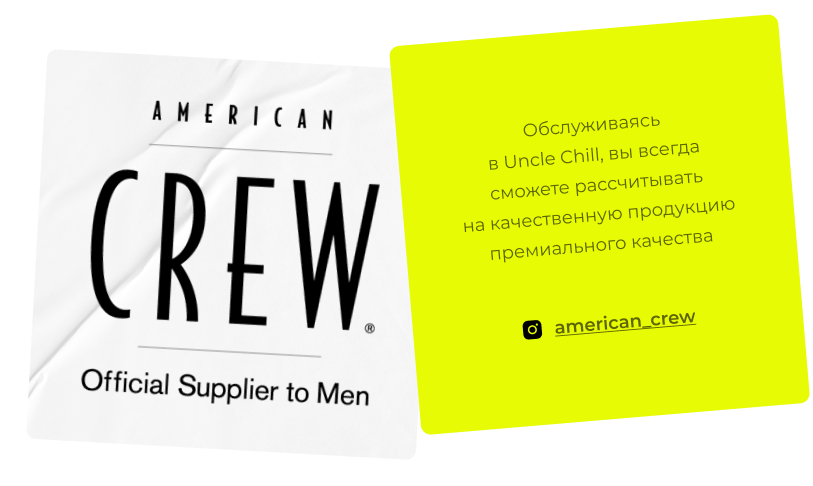 AMERICAN
CREW®
Official Supplier to Men
Обслуживаясь
в Uncle Chill, вы всегда
сможете рассчитывать
на качественную продукцию
премиального качества
american_crew